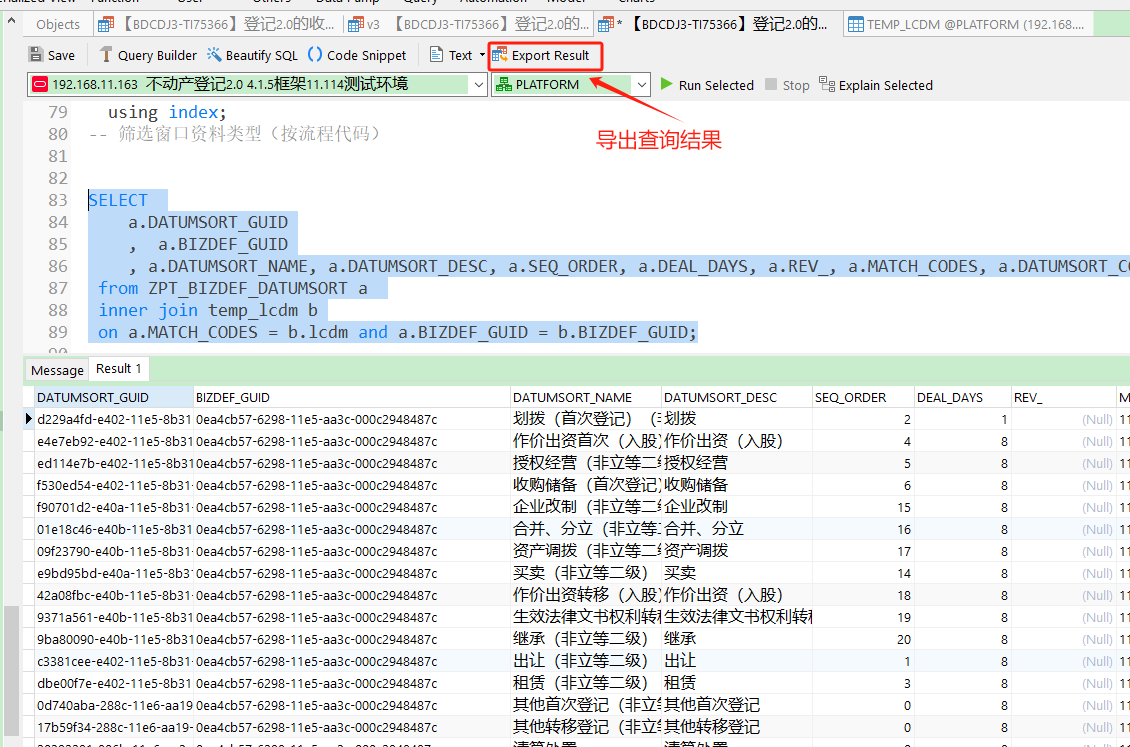 Objects 【BDCDJ3-TI75366】登记2.0的收... v3 【BDCDJ3-TI75366】登记2.0的... * 【BDCDJ3-TI75366】登记2.0的... TEMP_LCDM @PLATFORM (192.168....
Save Query Builder Beautify SQL () Code Snippet Text Export Result
192.168.11.163 不动产登记2.0 4.1.5框架11.114测试环境 PLATFORM Run Selected Stop Explain Selected
导出查询结果
79 using index;
80 -- 筛选窗口资料类型（按流程代码）
81
82
83 SELECT
84 a.DATUMSORT_GUID
85 , a.BIZDEF_GUID
86 , a.DATUMSORT_NAME, a.DATUMSORT_DESC, a.SEQ_ORDER, a.DEAL_DAYS, a.REV_, a.MATCH_CODES, a.DATUMSORT_CO
87 from ZPT_BIZDEF_DATUMSORT a
88 inner join temp_lcdm b
89 on a.MATCH_CODES = b.lcdm and a.BIZDEF_GUID = b.BIZDEF_GUID;
Message Result 1
DATUMSORT_GUID BIZDEF_GUID DATUMSORT_NAME DATUMSORT_DESC SEQ_ORDER DEAL_DAYS REV_ M
d229a4fd-e402-11e5-8b31 0ea4cb57-6298-11e5-aa3c-000c2948487c 划拨（首次登记）（ 划拨 2 1 (Null) 11
e4e7eb92-e402-11e5-8b31- 0ea4cb57-6298-11e5-aa3c-000c2948487c 作价出资首次（入股） 作价出资（入股） 4 8 (Null) 11
ed114e7b-e402-11e5-8b31 0ea4cb57-6298-11e5-aa3c-000c2948487c 授权经营（非立等二级 授权经营 5 8 (Null) 11
f530ed54-e402-11e5-8b31- 0ea4cb57-6298-11e5-aa3c-000c2948487c 收购储备（首次登记） 收购储备 6 8 (Null) 11
f90701d2-e40a-11e5-8b31- 0ea4cb57-6298-11e5-aa3c-000c2948487c 企业改制（非立等二级 企业改制 15 8 (Null) 11
01e18c46-e40b-11e5-8b31 0ea4cb57-6298-11e5-aa3c-000c2948487c 合并、分立（非立等二 合并、分立 16 8 (Null) 11
09f23790-e40b-11e5-8b31- 0ea4cb57-6298-11e5-aa3c-000c2948487c 资产调拨（非立等二级 资产调拨 17 8 (Null) 11
e9bd95bd-e40a-11e5-8b3 0ea4cb57-6298-11e5-aa3c-000c2948487c 买卖（非立等二级） 买卖 14 8 (Null) 11
42a08fbc-e40b-11e5-8b31- 0ea4cb57-6298-11e5-aa3c-000c2948487c 作价出资转移（入股） 作价出资（入股） 18 8 (Null) 11
9371a561-e40b-11e5-8b31 0ea4cb57-6298-11e5-aa3c-000c2948487c 生效法律文书权利转移 生效法律文书权利转移 19 8 (Null) 11
9ba80090-e40b-11e5-8b31 0ea4cb57-6298-11e5-aa3c-000c2948487c 继承（非立等二级） 继承 20 8 (Null) 11
c3381cee-e402-11e5-8b31- 0ea4cb57-6298-11e5-aa3c-000c2948487c 出让（非立等二级） 出让 1 8 (Null) 11
dbe00f7e-e402-11e5-8b31 0ea4cb57-6298-11e5-aa3c-000c2948487c 租赁（非立等二级） 租赁 3 8 (Null) 11
0d740aba-288c-11e6-aa19 0ea4cb57-6298-11e5-aa3c-000c2948487c 其他首次登记（非立等 其他首次登记 0 8 (Null) 11
17b59f34-288c-11e6-aa19- 0ea4cb57-6298-11e5-aa3c-000c2948487c 其他转移登记（非立等 其他转移登记 0 8 (Null) 11